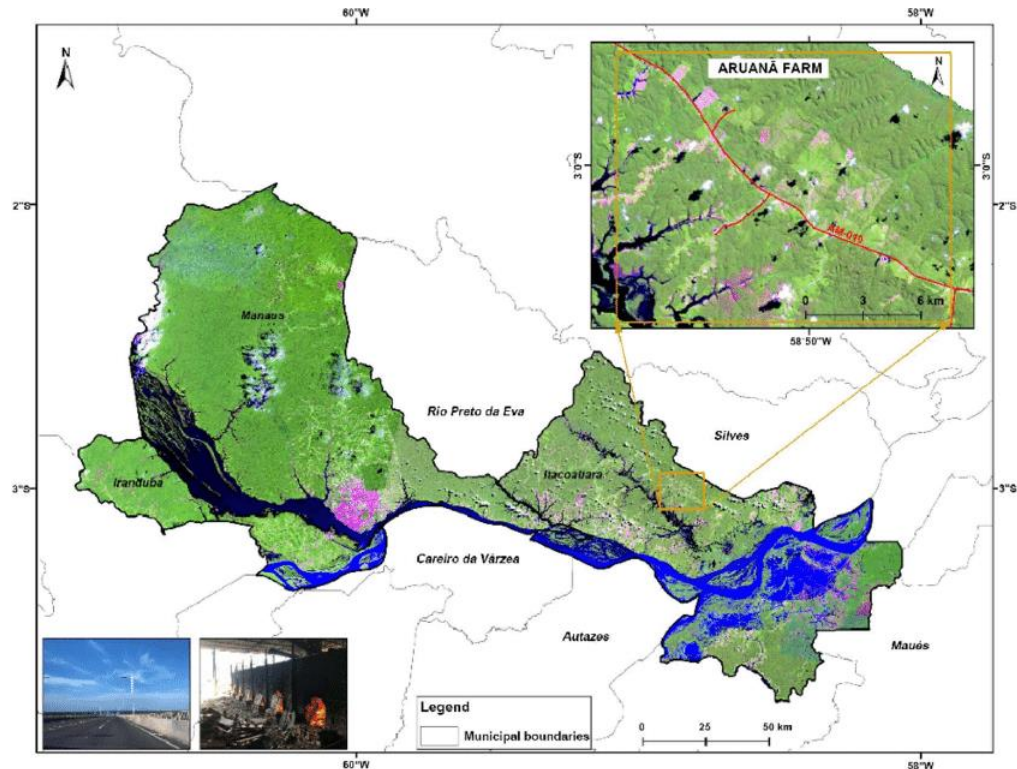 60°W
58°W
N
ARUANÃ FARM
N
3°0'S
2°S
2°S
AM-010
Manaus
0 3 6 km
58°50'W
Rio Preto da Eva
Silves
Iranduba
Itacoatiara
3°S
3°S
Careiro da Várzea
Autazes
Maués
Legend
Municipal boundaries
0 25 50 km
60°W
58°W